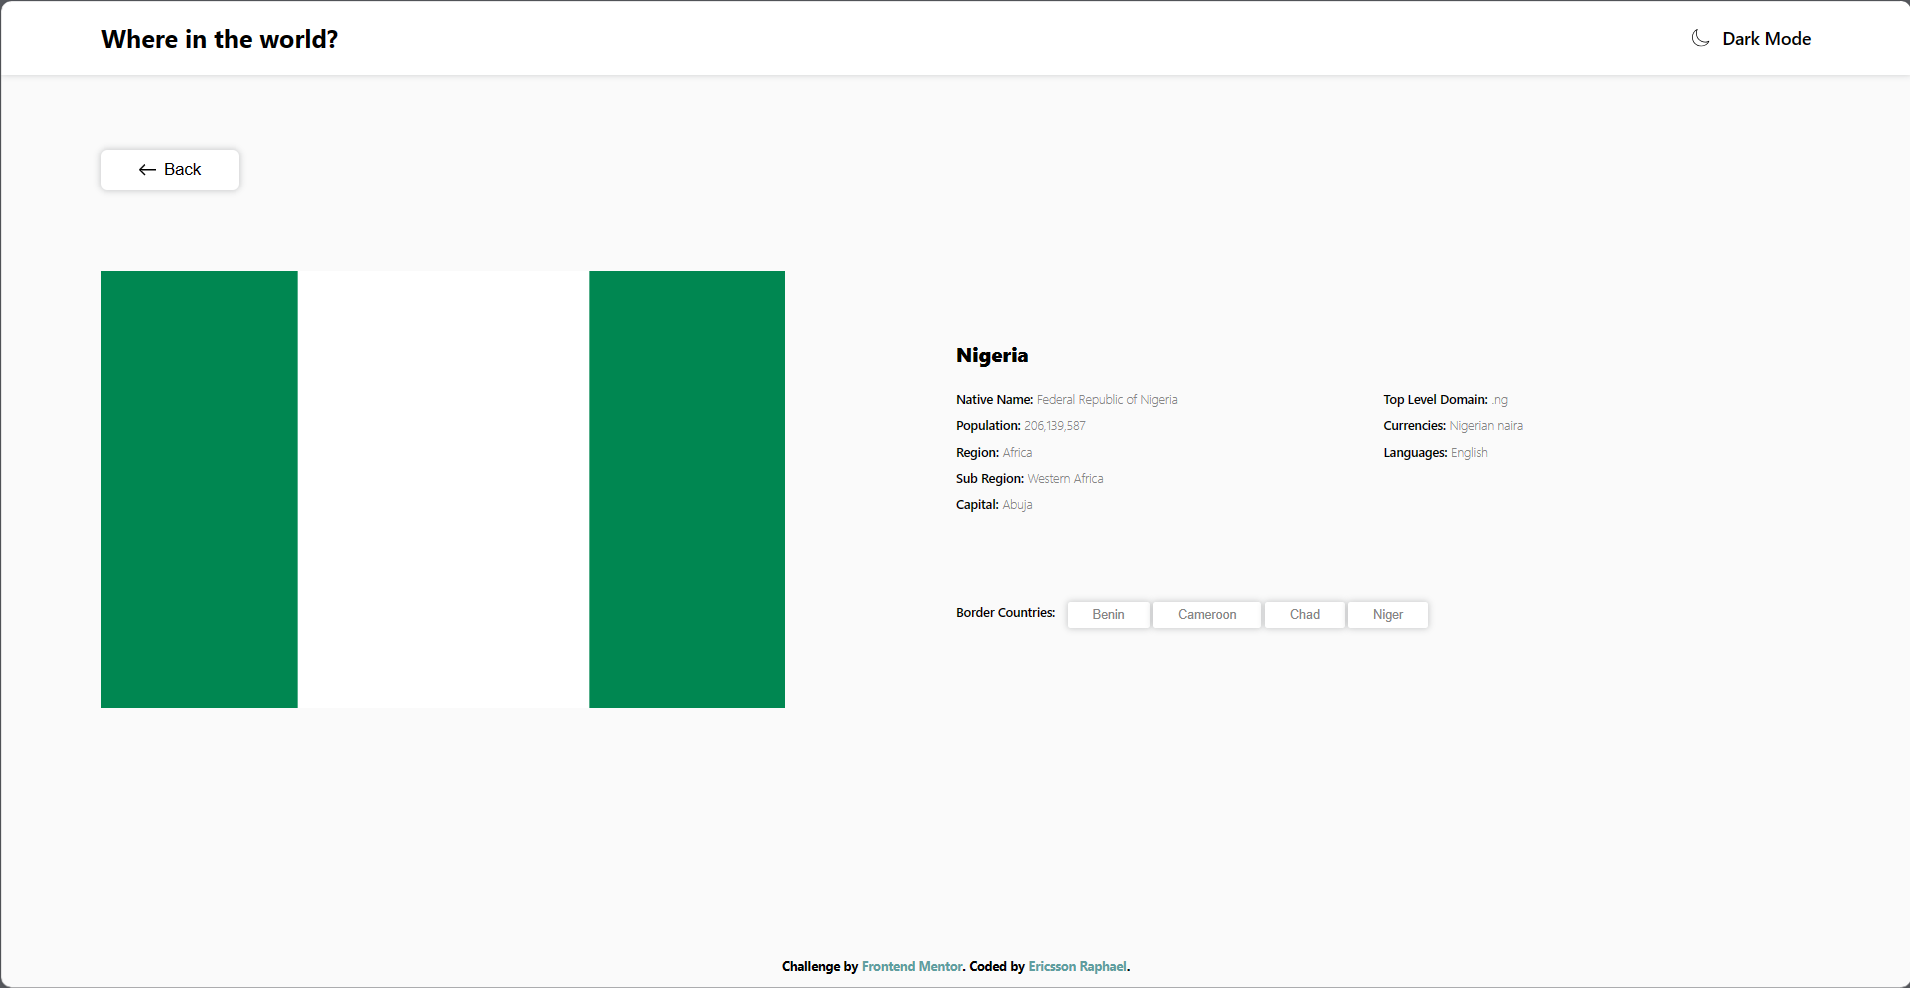 Where in the world?
Dark Mode
Back
Nigeria
Native Name: Federal Republic of Nigeria
Population: 206,139,587
Region: Africa
Sub Region: Western Africa
Capital: Abuja
Top Level Domain: .ng
Currencies: Nigerian naira
Languages: English
Border Countries: Benin Cameroon Chad Niger
Challenge by Frontend Mentor. Coded by Ericsson Raphael.